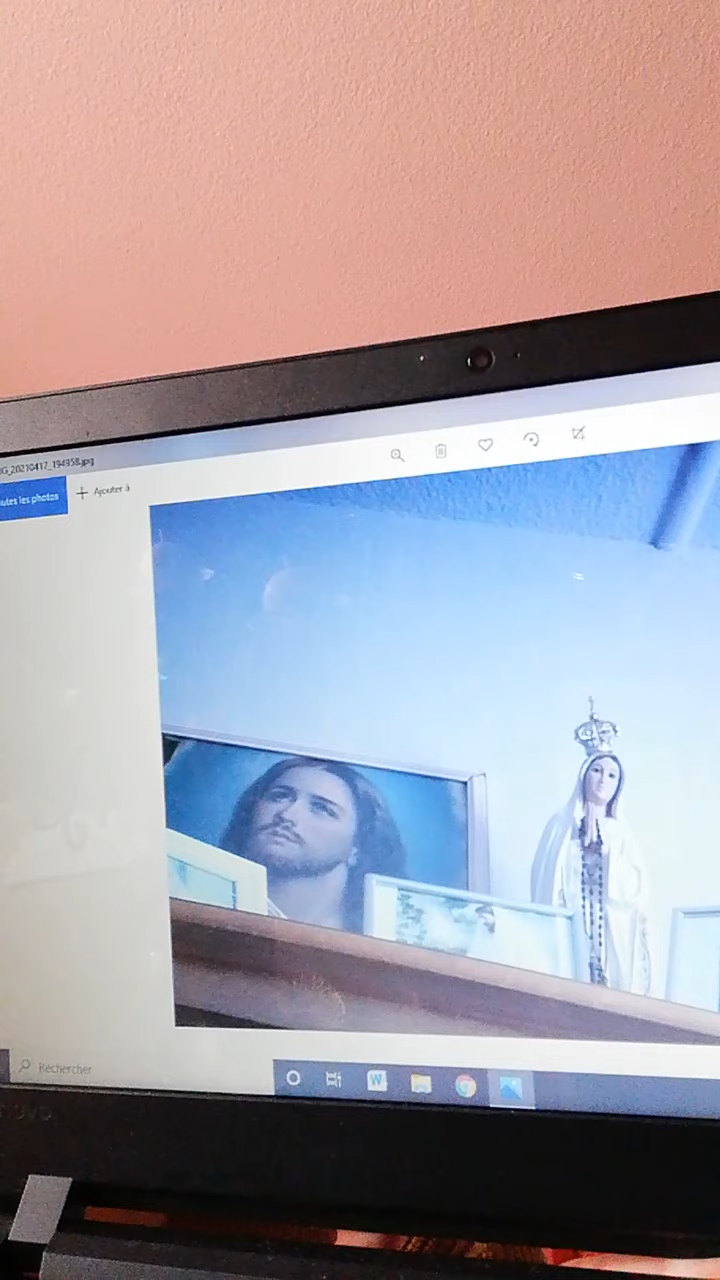 G_20210417_194958.jpg
utes les photos
+ Ajouter à
Rechercher
W